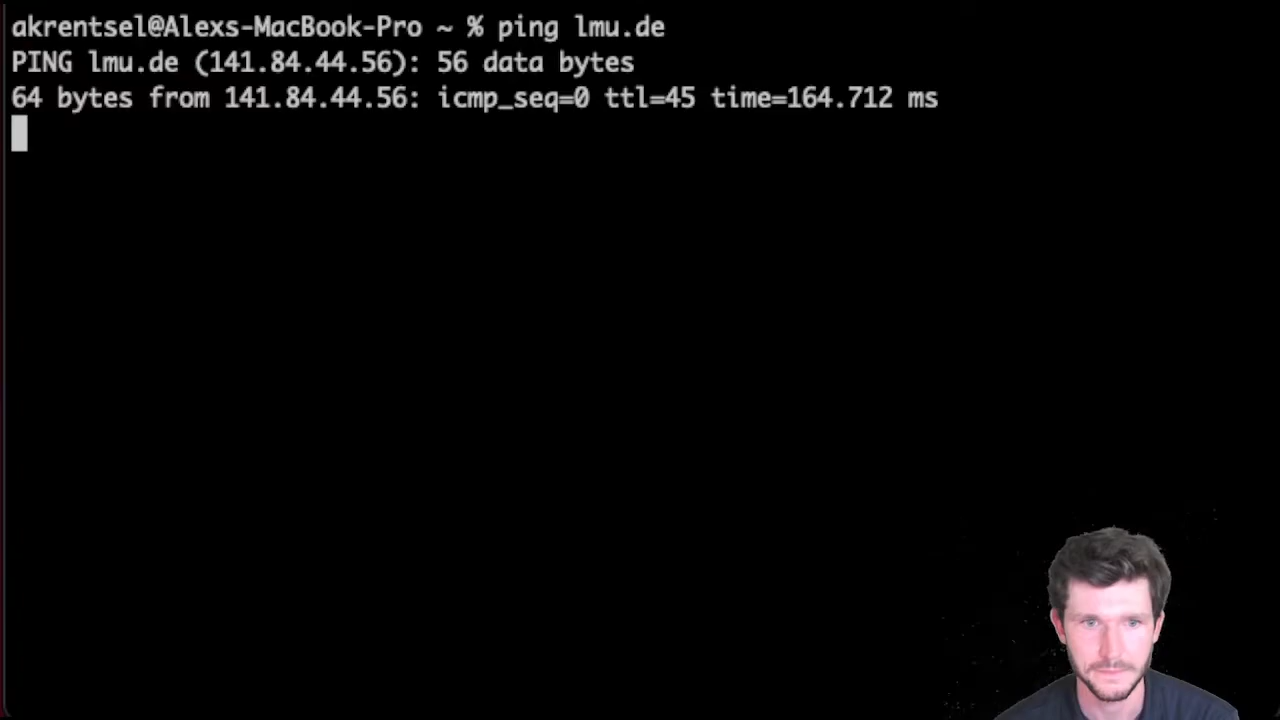 akrentsel@Alexs-MacBook-Pro ~ % ping lmu.de
PING lmu.de (141.84.44.56): 56 data bytes
64 bytes from 141.84.44.56: icmp_seq=0 ttl=45 time=164.712 ms